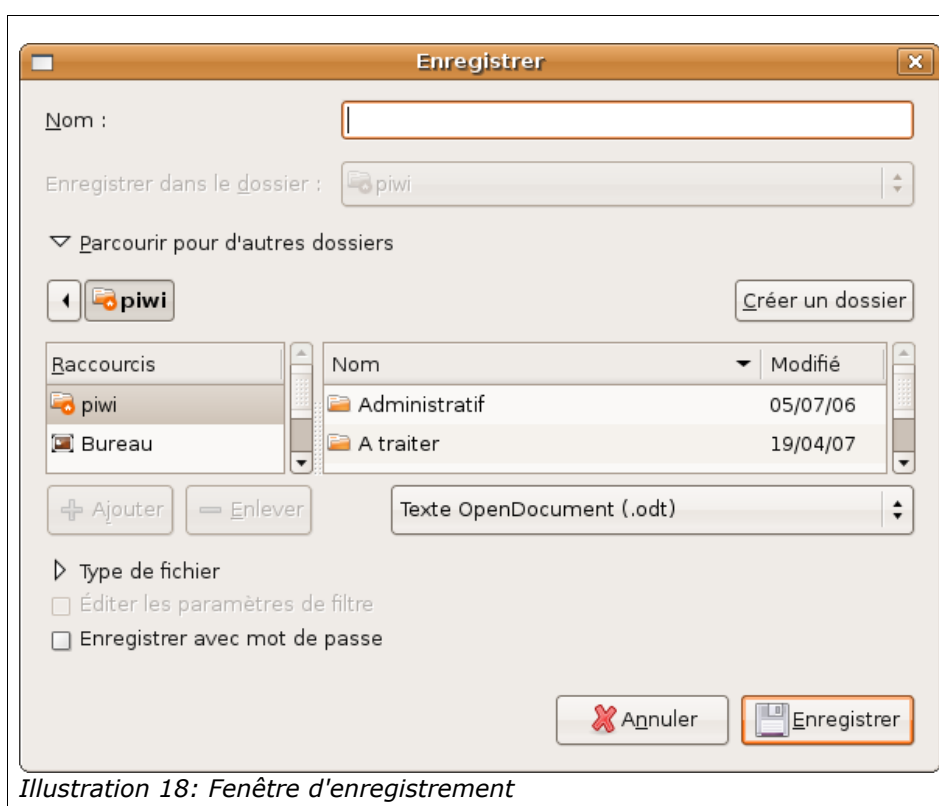 Enregistrer
Nom :
Enregistrer dans le dossier : piwi
Parcourir pour d'autres dossiers
piwi Créer un dossier
Raccourcis Nom Modifié
piwi Administratif 05/07/06
Bureau A traiter 19/04/07
Ajouter Enlever Texte OpenDocument (.odt)
Type de fichier
Éditer les paramètres de filtre
Enregistrer avec mot de passe
Annuler Enregistrer
Illustration 18: Fenêtre d'enregistrement